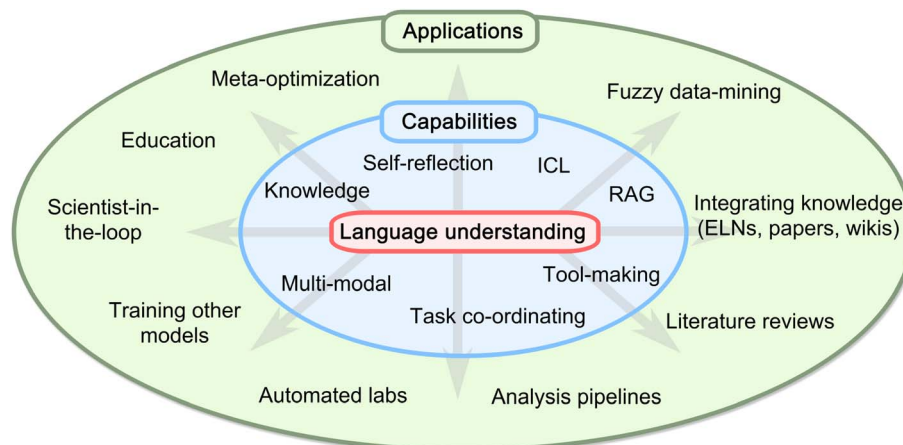 Applications
Meta-optimization
Fuzzy data-mining
Capabilities
Education
Self-reflection
ICL
Knowledge
RAG
Scientist-in-
the-loop
Language understanding
Integrating knowledge
(ELNs, papers, wikis)
Multi-modal
Tool-making
Training other
models
Task co-ordinating
Literature reviews
Automated labs
Analysis pipelines